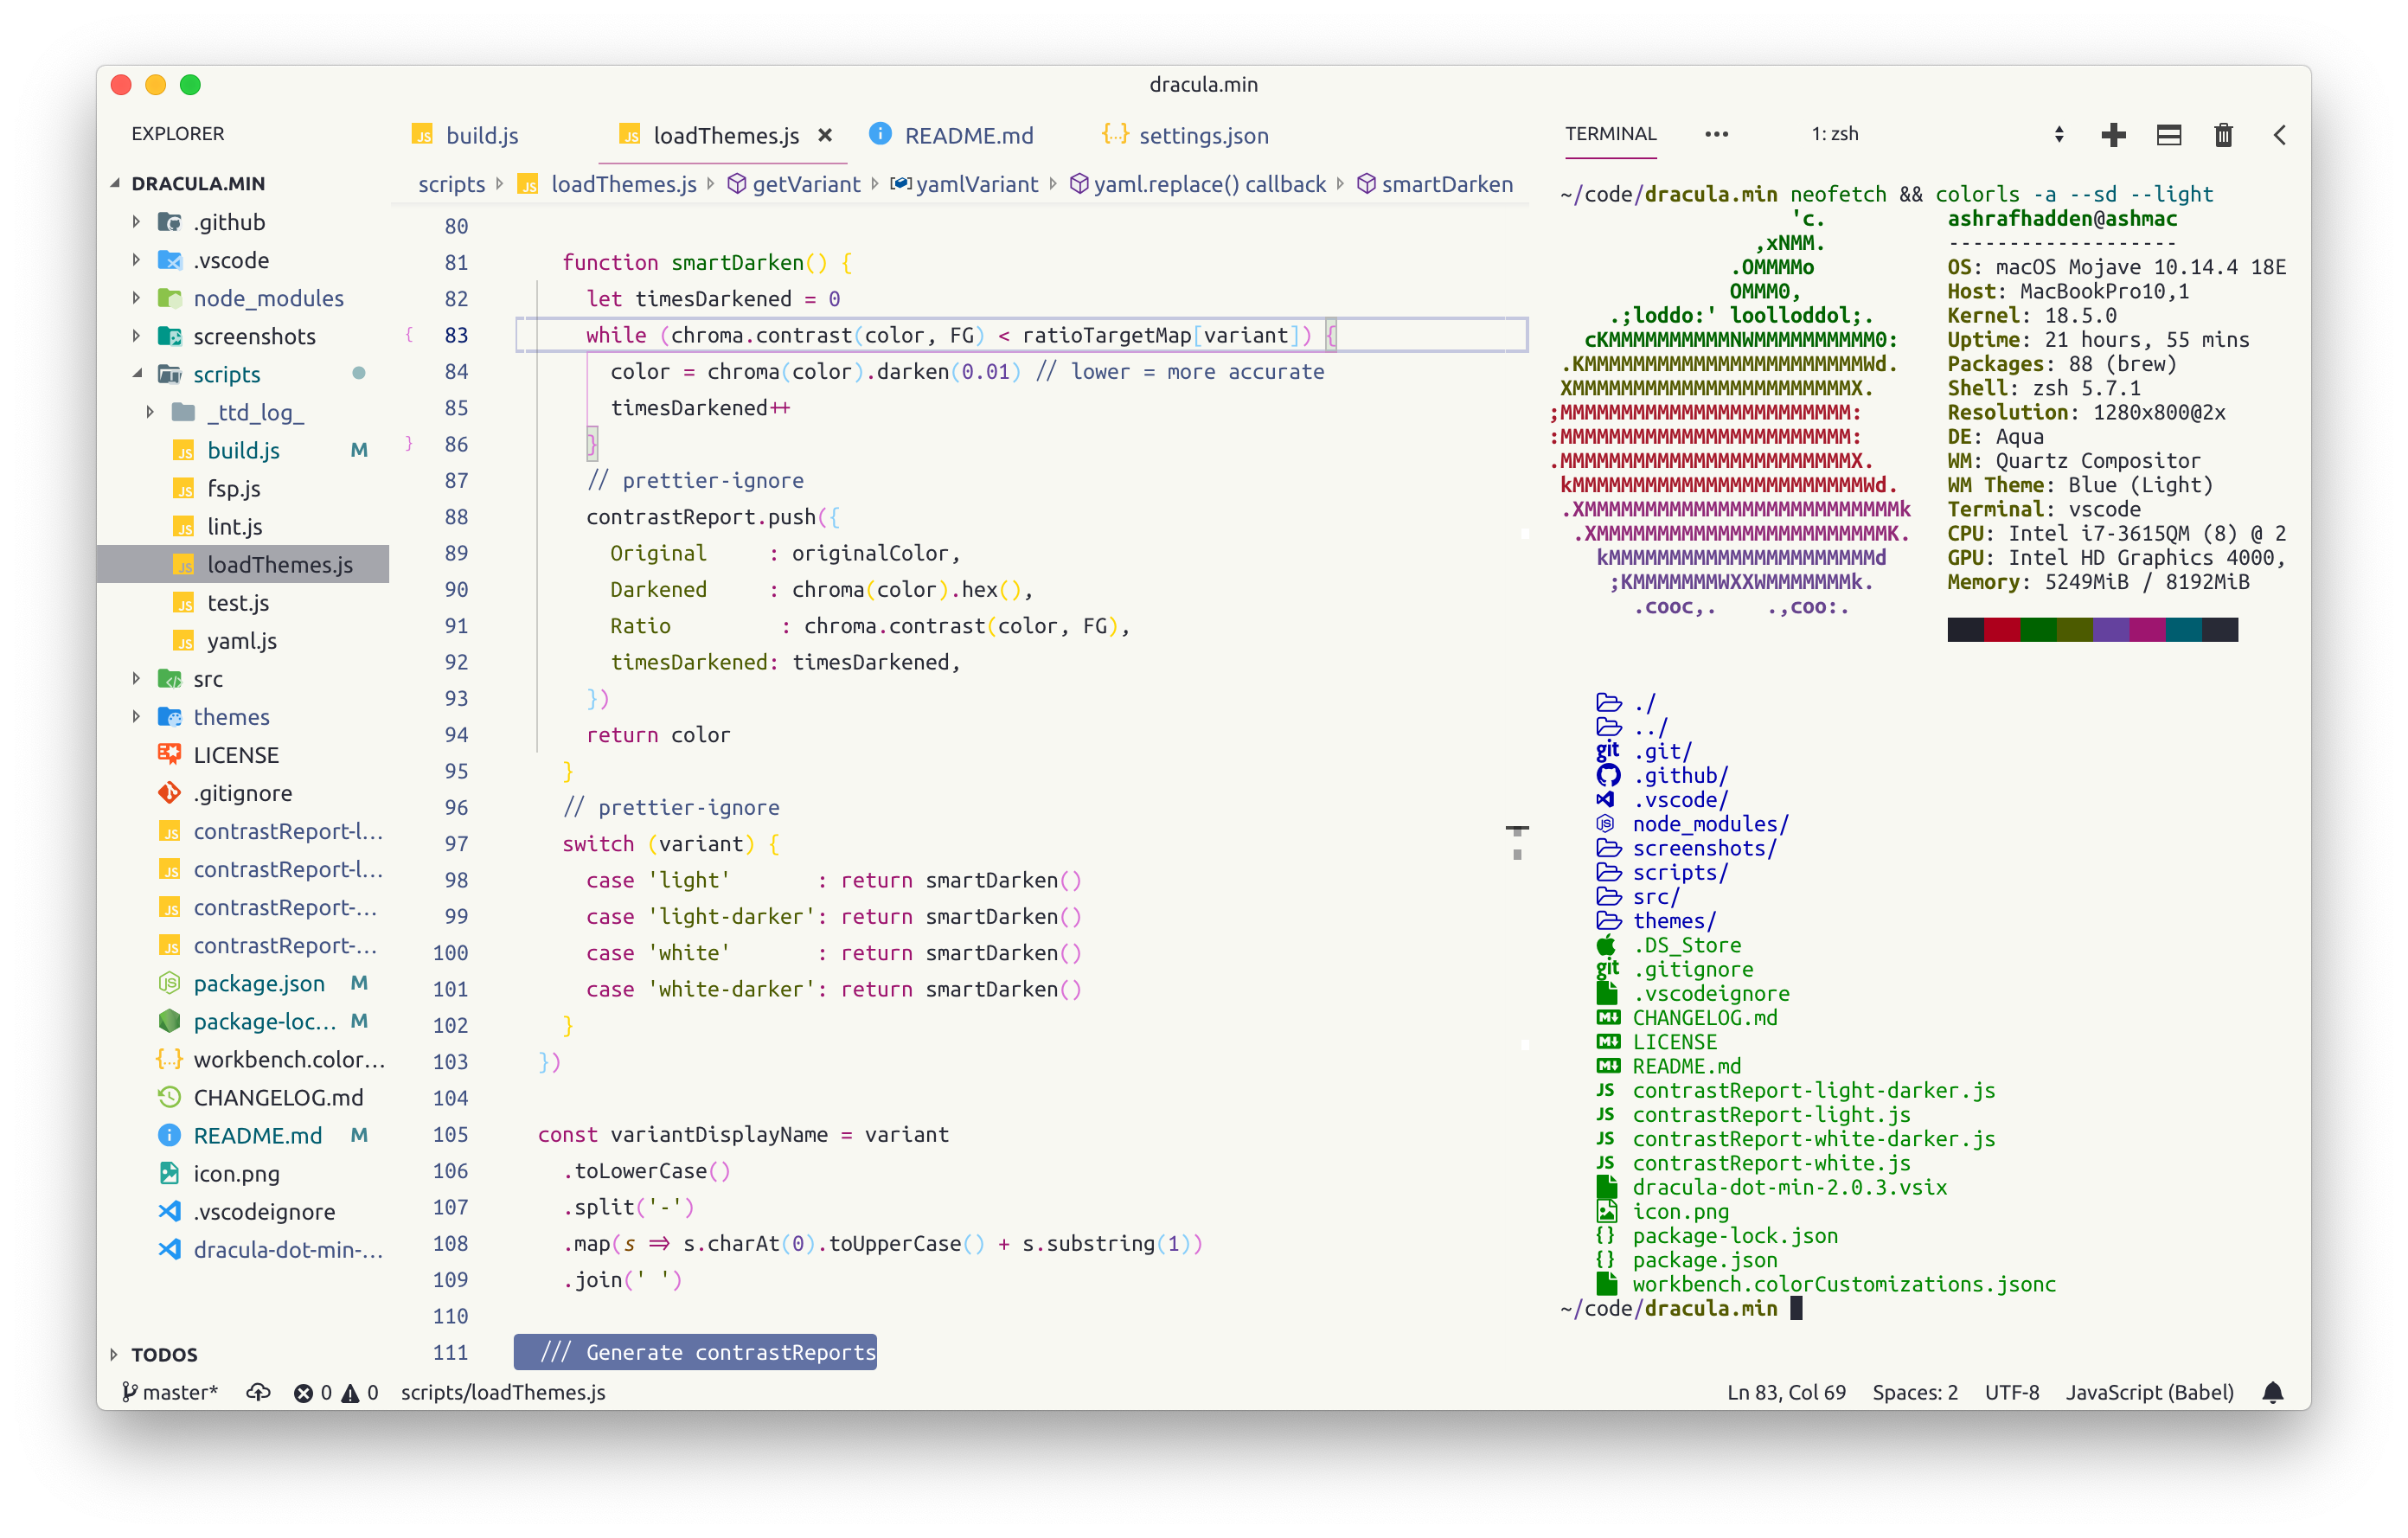 dracula.min
EXPLORER
DRACULA.MIN
.github
.vscode
node_modules
screenshots
scripts
_ttd_log_
build.js M
fsp.js
lint.js
loadThemes.js
test.js
yaml.js
src
themes
LICENSE
.gitignore
contrastReport-l...
contrastReport-l...
contrastReport-...
contrastReport-...
package.json M
package-loc... M
workbench.color...
CHANGELOG.md
README.md M
icon.png
.vscodeignore
dracula-dot-min-...
TODOS
build.js loadThemes.js × README.md {..} settings.json
scripts loadThemes.js getVariant yamlVariant yaml.replace() callback smartDarken
80
81 function smartDarken() {
82 let timesDarkened = 0
{ 83 while (chroma.contrast(color, FG) < ratioTargetMap[variant]) {
84 color = chroma(color).darken(0.01) // lower = more accurate
85 timesDarkened++
} 86 }
87 // prettier-ignore
88 contrastReport.push({
89 Original     : originalColor,
90 Darkened     : chroma(color).hex(),
91 Ratio         : chroma.contrast(color, FG),
92 timesDarkened: timesDarkened,
93 })
94 return color
95 }
96 // prettier-ignore
97 switch (variant) {
98 case 'light'       : return smartDarken()
99 case 'light-darker': return smartDarken()
100 case 'white'       : return smartDarken()
101 case 'white-darker': return smartDarken()
102 }
103 })
104
105 const variantDisplayName = variant
106 .toLowerCase()
107 .split('-')
108 .map(s => s.charAt(0).toUpperCase() + s.substring(1))
109 .join(' ')
110
111 /// Generate contrastReports
TERMINAL ••• 1: zsh
~/code/dracula.min neofetch && colorls -a --sd --light
'c. ashrafhadden@ashmac
,xNMM. -------------------
.OMMMMo OS: macOS Mojave 10.14.4 18E
OMMM0, Host: MacBookPro10,1
.;loddo:' loolloddol;. Kernel: 18.5.0
cKMMMMMMMMMMNWMMMMMMMMMM0: Uptime: 21 hours, 55 mins
.KMMMMMMMMMMMMMMMMMMMMMMMWd. Packages: 88 (brew)
XMMMMMMMMMMMMMMMMMMMMMMMX. Shell: zsh 5.7.1
;MMMMMMMMMMMMMMMMMMMMMMMM: Resolution: 1280x800@2x
:MMMMMMMMMMMMMMMMMMMMMMMM: DE: Aqua
.MMMMMMMMMMMMMMMMMMMMMMMMX. WM: Quartz Compositor
kMMMMMMMMMMMMMMMMMMMMMMMMWd. WM Theme: Blue (Light)
.XMMMMMMMMMMMMMMMMMMMMMMMMMMk Terminal: vscode
.XMMMMMMMMMMMMMMMMMMMMMMMMK. CPU: Intel i7-3615QM (8) @ 2
kMMMMMMMMMMMMMMMMMMMMMMd GPU: Intel HD Graphics 4000,
;KMMMMMMMWXXWMMMMMMMk. Memory: 5249MiB / 8192MiB
.cooc,.    .,coo:.
./
../
git .git/
.github/
.vscode/
node_modules/
screenshots/
scripts/
src/
themes/
.DS_Store
git .gitignore
.vscodeignore
CHANGELOG.md
LICENSE
README.md
JS contrastReport-light-darker.js
JS contrastReport-light.js
JS contrastReport-white-darker.js
JS contrastReport-white.js
dracula-dot-min-2.0.3.vsix
icon.png
{} package-lock.json
{} package.json
workbench.colorCustomizations.jsonc
~/code/dracula.min
master* 0 0 scripts/loadThemes.js Ln 83, Col 69 Spaces: 2 UTF-8 JavaScript (Babel)